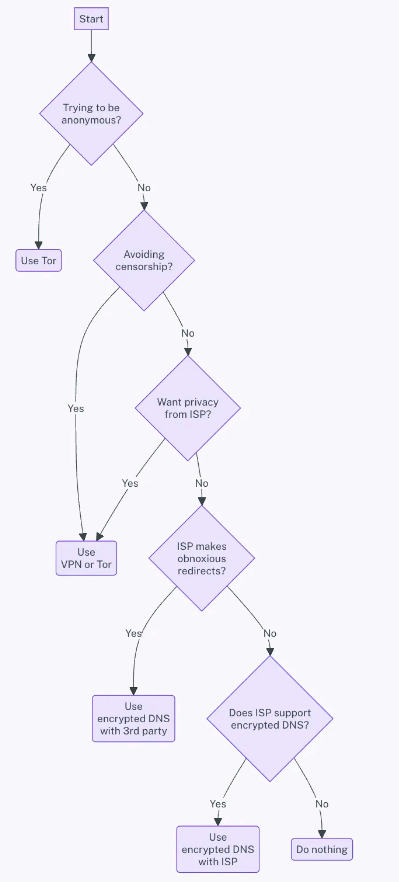 Start
Trying to be
anonymous?
Yes
No
Use Tor
Avoiding
censorship?
No
Yes
Want privacy
from ISP?
Yes
No
Use
VPN or Tor
ISP makes
obnoxious
redirects?
Yes
No
Use
encrypted DNS
with 3rd party
Does ISP support
encrypted DNS?
Yes
No
Use
encrypted DNS
with ISP
Do nothing